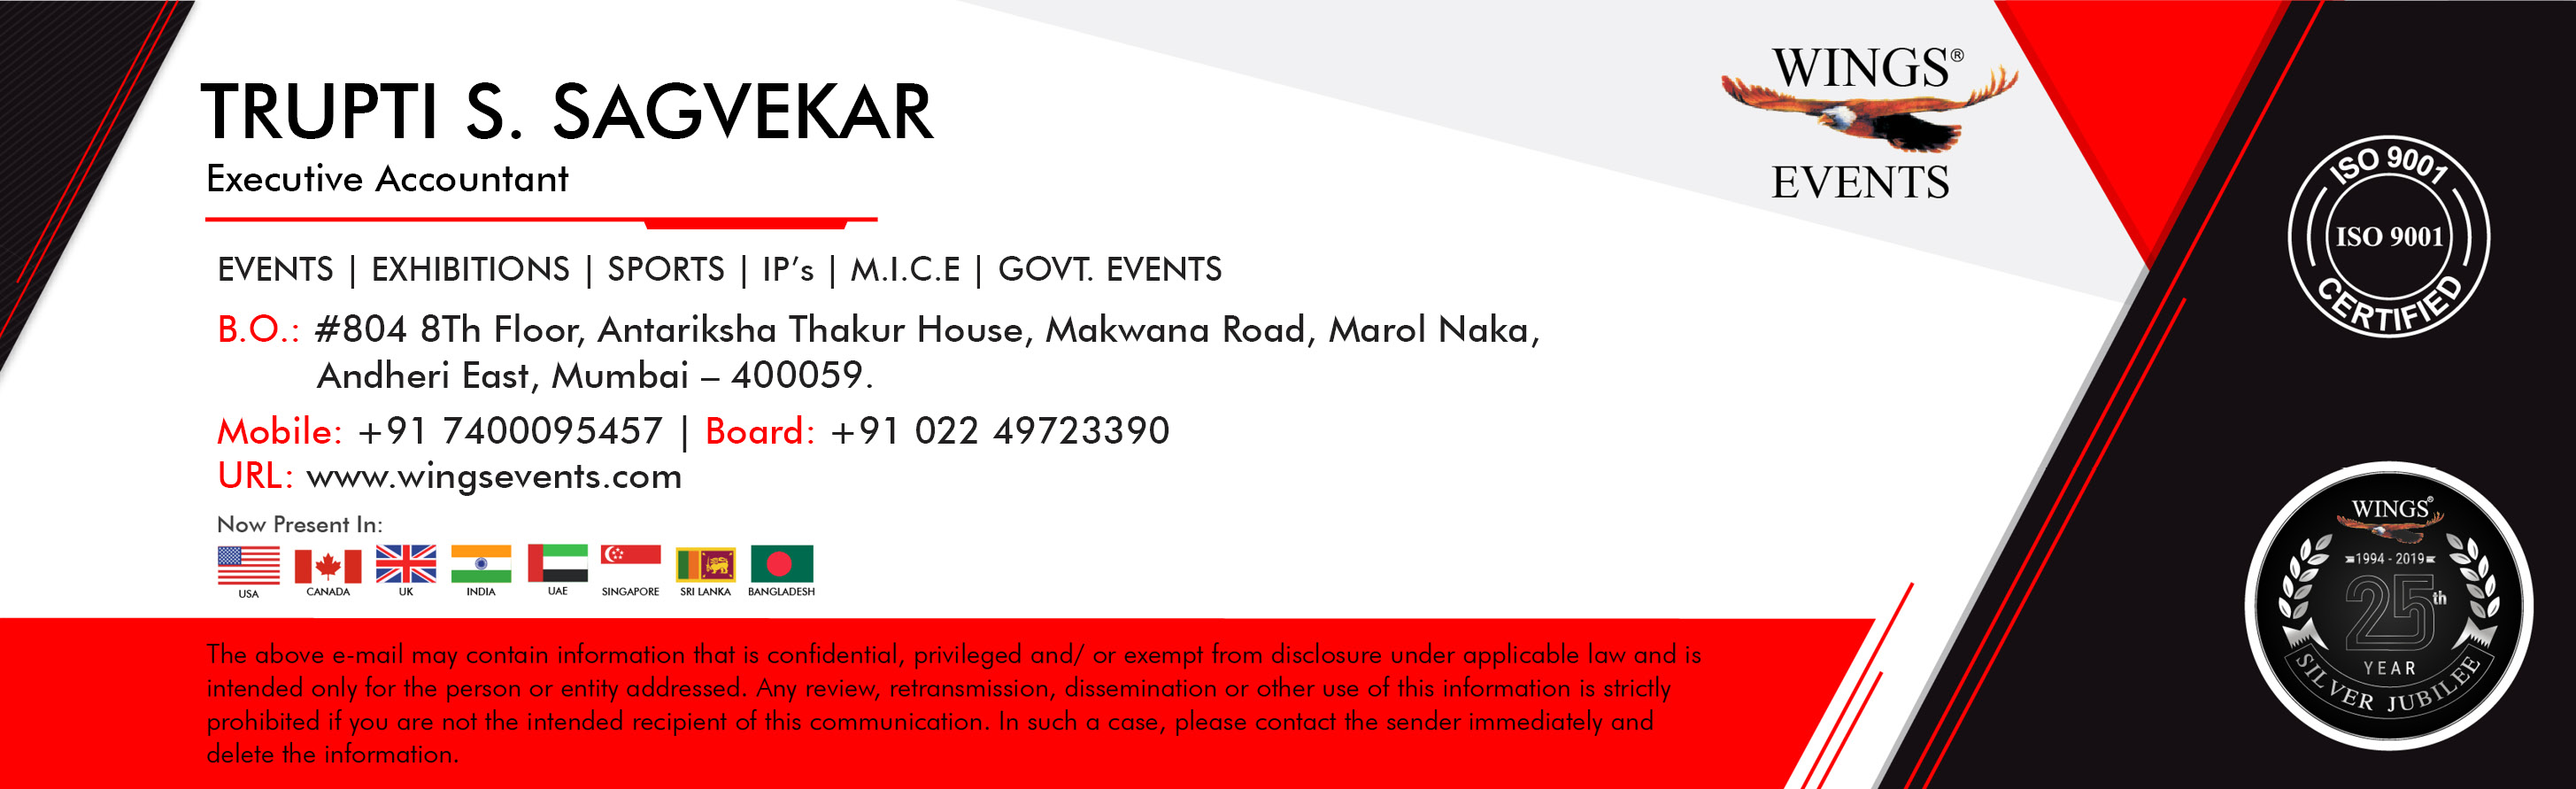 TRUPTI S. SAGVEKAR
Executive Accountant
WINGS®
EVENTS
EVENTS | EXHIBITIONS | SPORTS | IP's | M.I.C.E | GOVT. EVENTS
B.O.: #804 8Th Floor, Antariksha Thakur House, Makwana Road, Marol Naka,
Andheri East, Mumbai – 400059.
Mobile: +91 7400095457 | Board: +91 022 49723390
URL: www.wingsevents.com
Now Present In:
USA CANADA UK INDIA UAE SINGAPORE SRI LANKA BANGLADESH
The above e-mail may contain information that is confidential, privileged and/ or exempt from disclosure under applicable law and is
intended only for the person or entity addressed. Any review, retransmission, dissemination or other use of this information is strictly
prohibited if you are not the intended recipient of this communication. In such a case, please contact the sender immediately and
delete the information.
ISO 9001
ISO 9001
CERTIFIED
WINGS®
1994 - 2019
25th
YEAR
SILVER JUBILEE